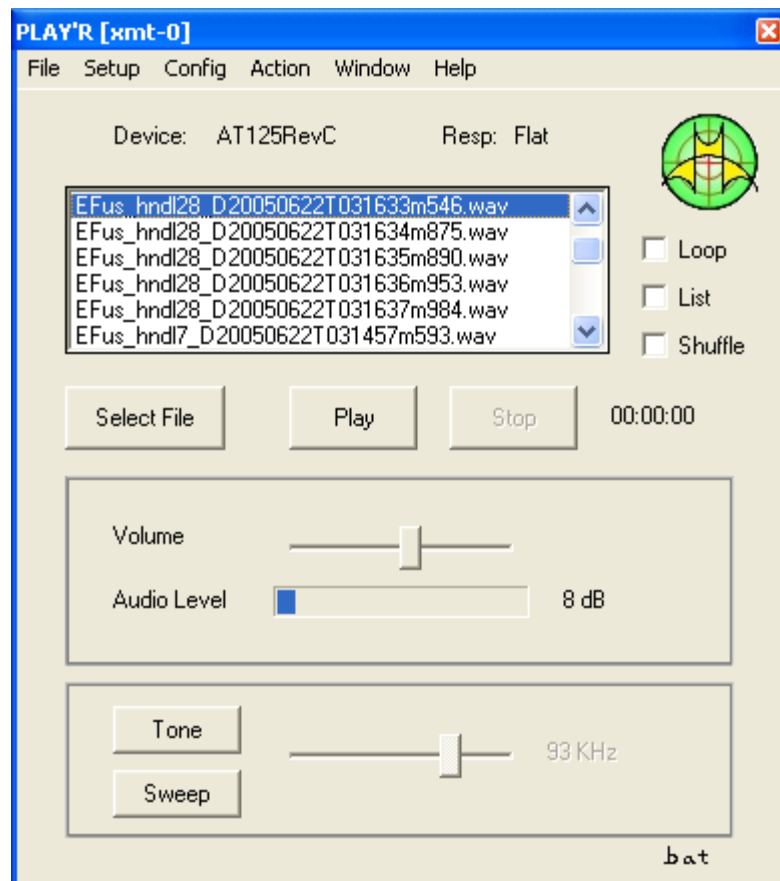 PLAY'R [xmt-0]
File Setup Config Action Window Help
Device: AT125RevC Resp: Flat
EFus_hndl28_D20050622T031633m546.wav
EFus_hndl28_D20050622T031634m875.wav
EFus_hndl28_D20050622T031635m890.wav
EFus_hndl28_D20050622T031636m953.wav
EFus_hndl28_D20050622T031637m984.wav
EFus_hndl7_D20050622T031457m593.wav
Loop
List
Shuffle
Select File Play Stop 00:00:00
Volume
Audio Level 8 dB
Tone
93 KHz
Sweep
bat